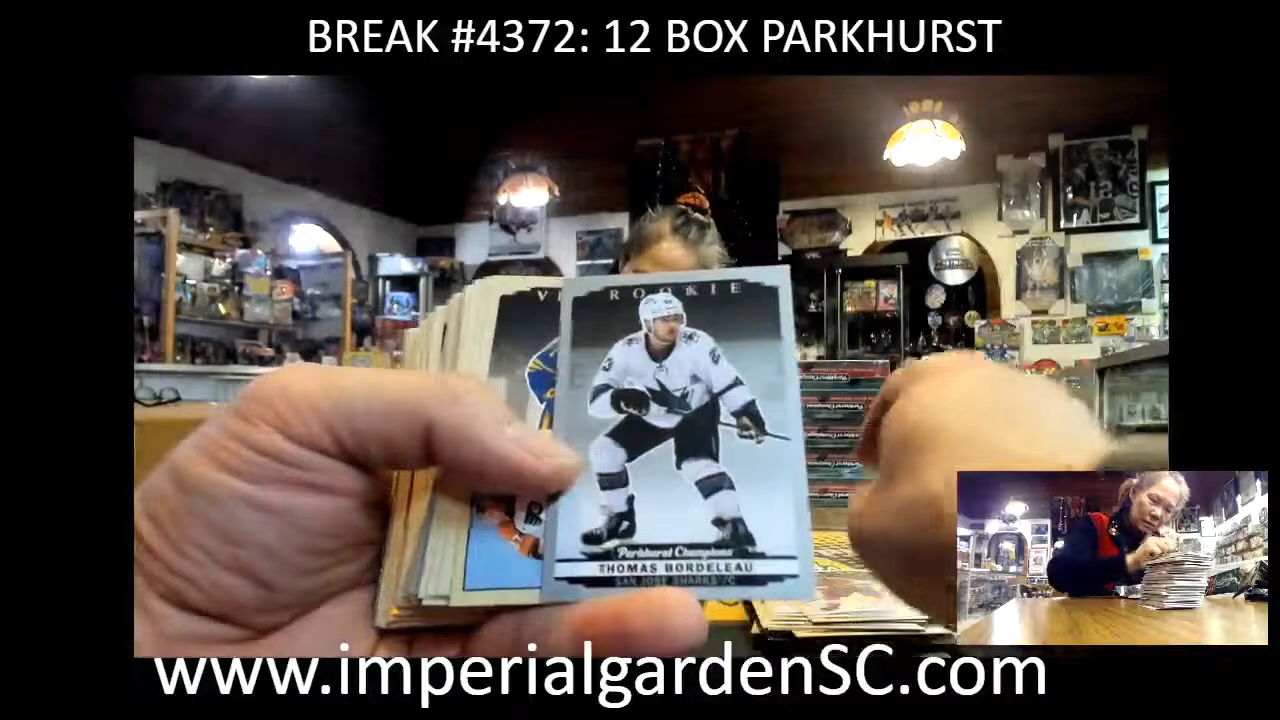 BREAK #4372: 12 BOX PARKHURST
V ROOKIE
Parkhurst Champions
THOMAS BORDELEAU
SAN JOSE SHARKS / C
www.imperialgardenSC.com